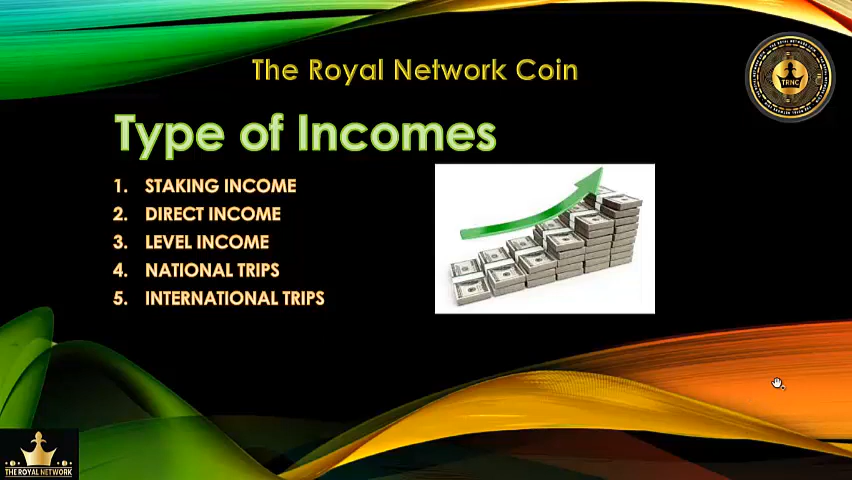 The Royal Network Coin
TRNC
Type of Incomes
1. STAKING INCOME
2. DIRECT INCOME
3. LEVEL INCOME
4. NATIONAL TRIPS
5. INTERNATIONAL TRIPS
THE ROYAL NETWORK